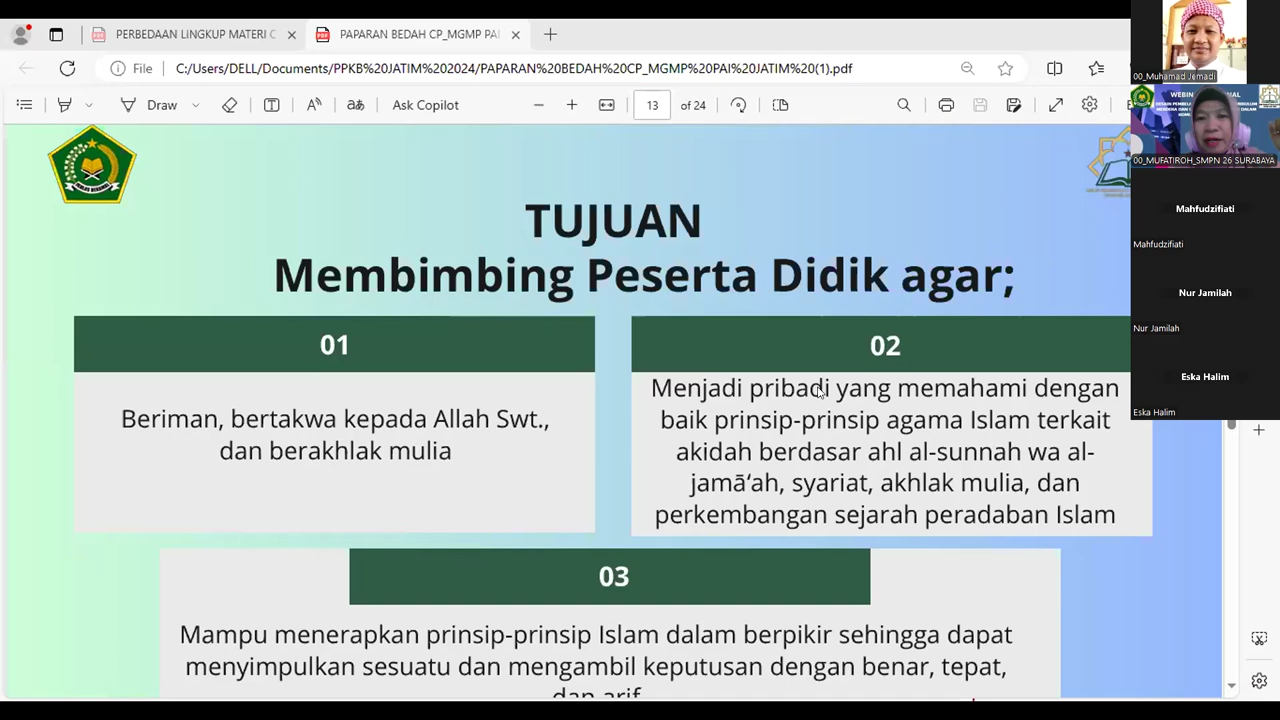 PERBEDAAN LINGKUP MATERI C
PAPARAN BEDAH CP_MGMP PAI
File
C:/Users/DELL/Documents/PPKB%20JATIM%202024/PAPARAN%20BEDAH%20CP_MGMP%20PAI%20JATIM%20(1).pdf
Draw
Ask Copilot
13
of 24
TUJUAN
Membimbing Peserta Didik agar;
01
Beriman, bertakwa kepada Allah Swt.,
dan berakhlak mulia
02
Menjadi pribadi yang memahami dengan
baik prinsip-prinsip agama Islam terkait
akidah berdasar ahl al-sunnah wa al-
jamā‘ah, syariat, akhlak mulia, dan
perkembangan sejarah peradaban Islam
03
Mampu menerapkan prinsip-prinsip Islam dalam berpikir sehingga dapat
menyimpulkan sesuatu dan mengambil keputusan dengan benar, tepat,
dan arif
00_Muhamad Jemadi
00_MUFATIROH_SMPN 26 SURABAYA
Mahfudzifiati
Mahfudzifiati
Nur Jamilah
Nur Jamilah
Eska Halim
Eska Halim